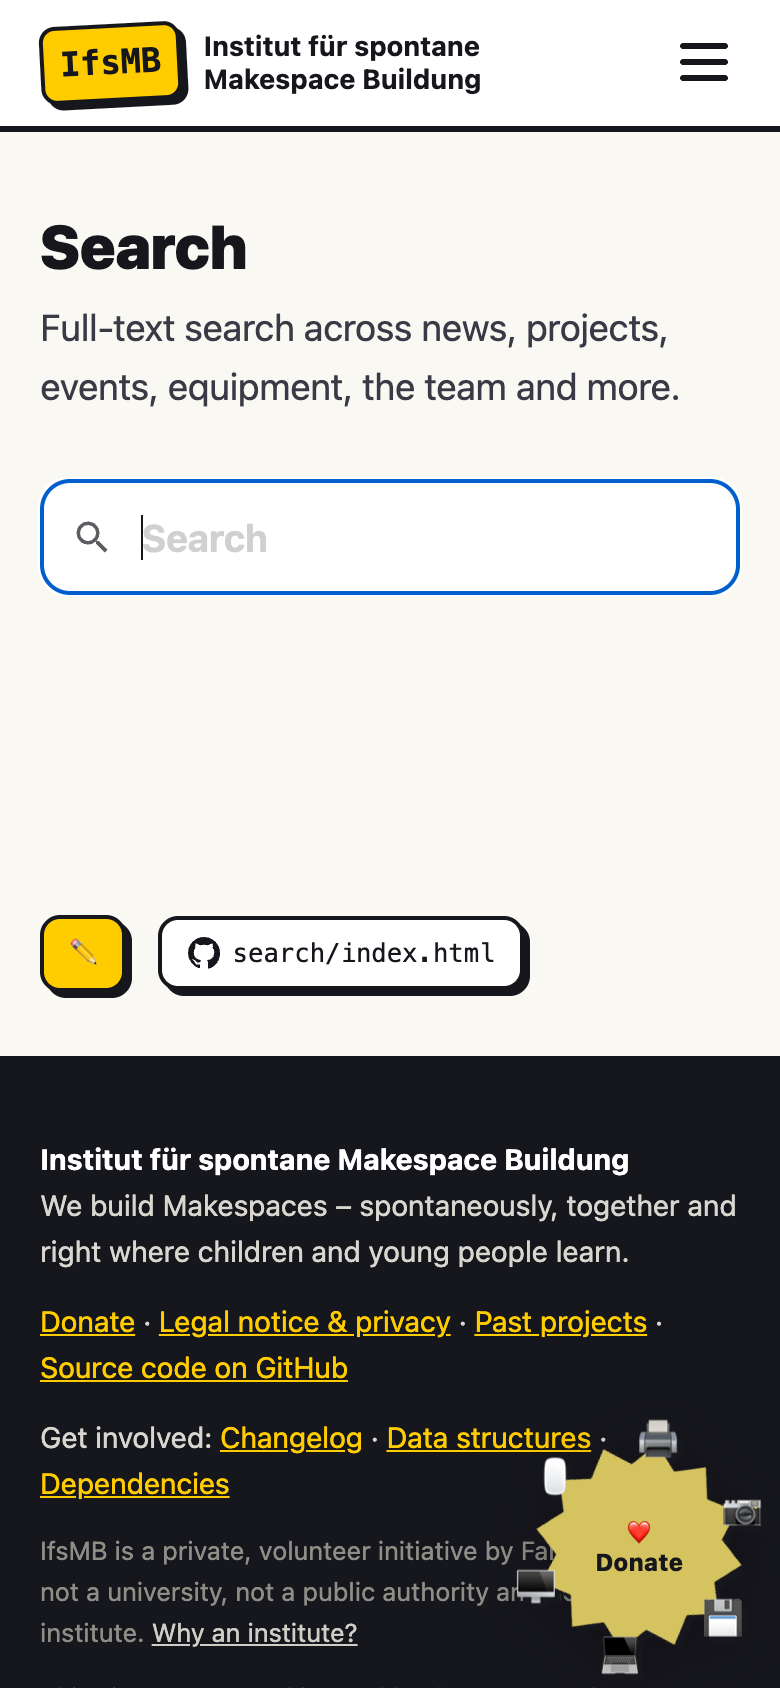 IfsMB
Institut für spontane
Makespace Buildung
Search
Full-text search across news, projects,
events, equipment, the team and more.
Search
search/index.html
Institut für spontane Makespace Buildung
We build Makespaces – spontaneously, together and
right where children and young people learn.
Donate · Legal notice & privacy · Past projects ·
Source code on GitHub
Get involved: Changelog · Data structures ·
Dependencies
IfsMB is a private, volunteer initiative by
not a university, not a public authority
institute. Why an institute?
Donate